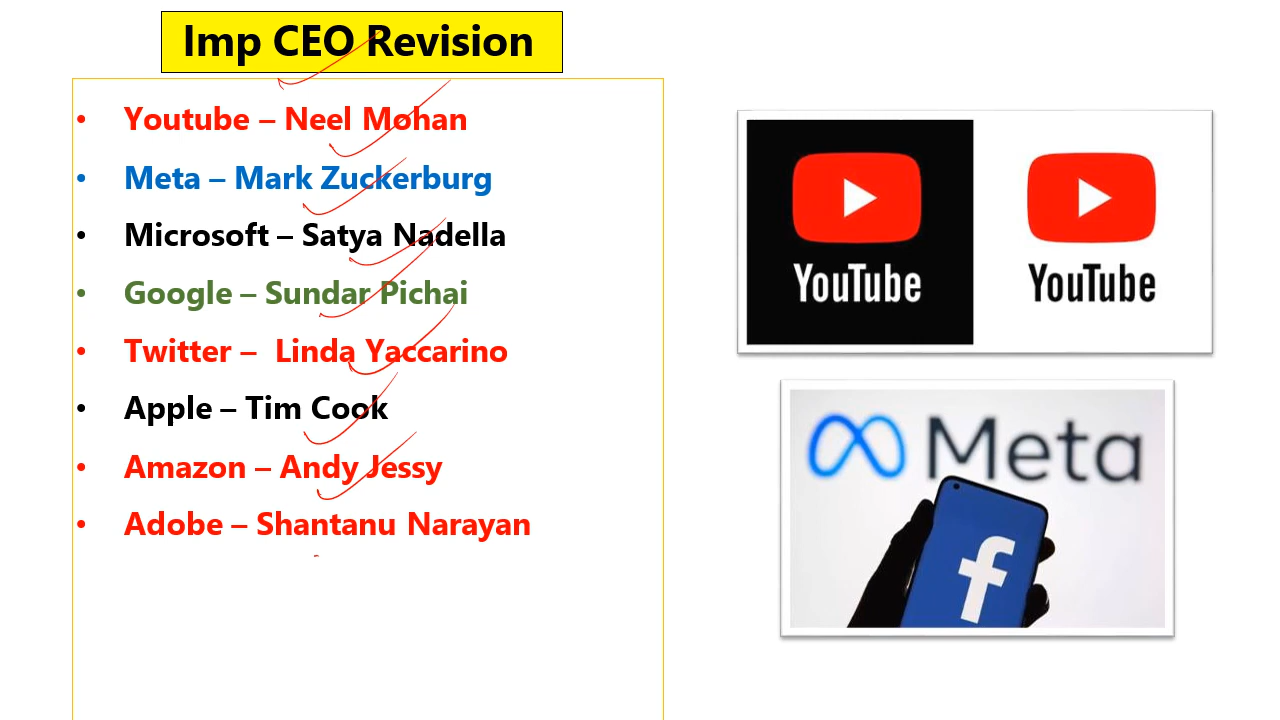 Imp CEO Revision
• Youtube – Neel Mohan
• Meta – Mark Zuckerburg
• Microsoft – Satya Nadella
• Google – Sundar Pichai
• Twitter – Linda Yaccarino
• Apple – Tim Cook
• Amazon – Andy Jessy
• Adobe – Shantanu Narayan
YouTube YouTube
Meta
f